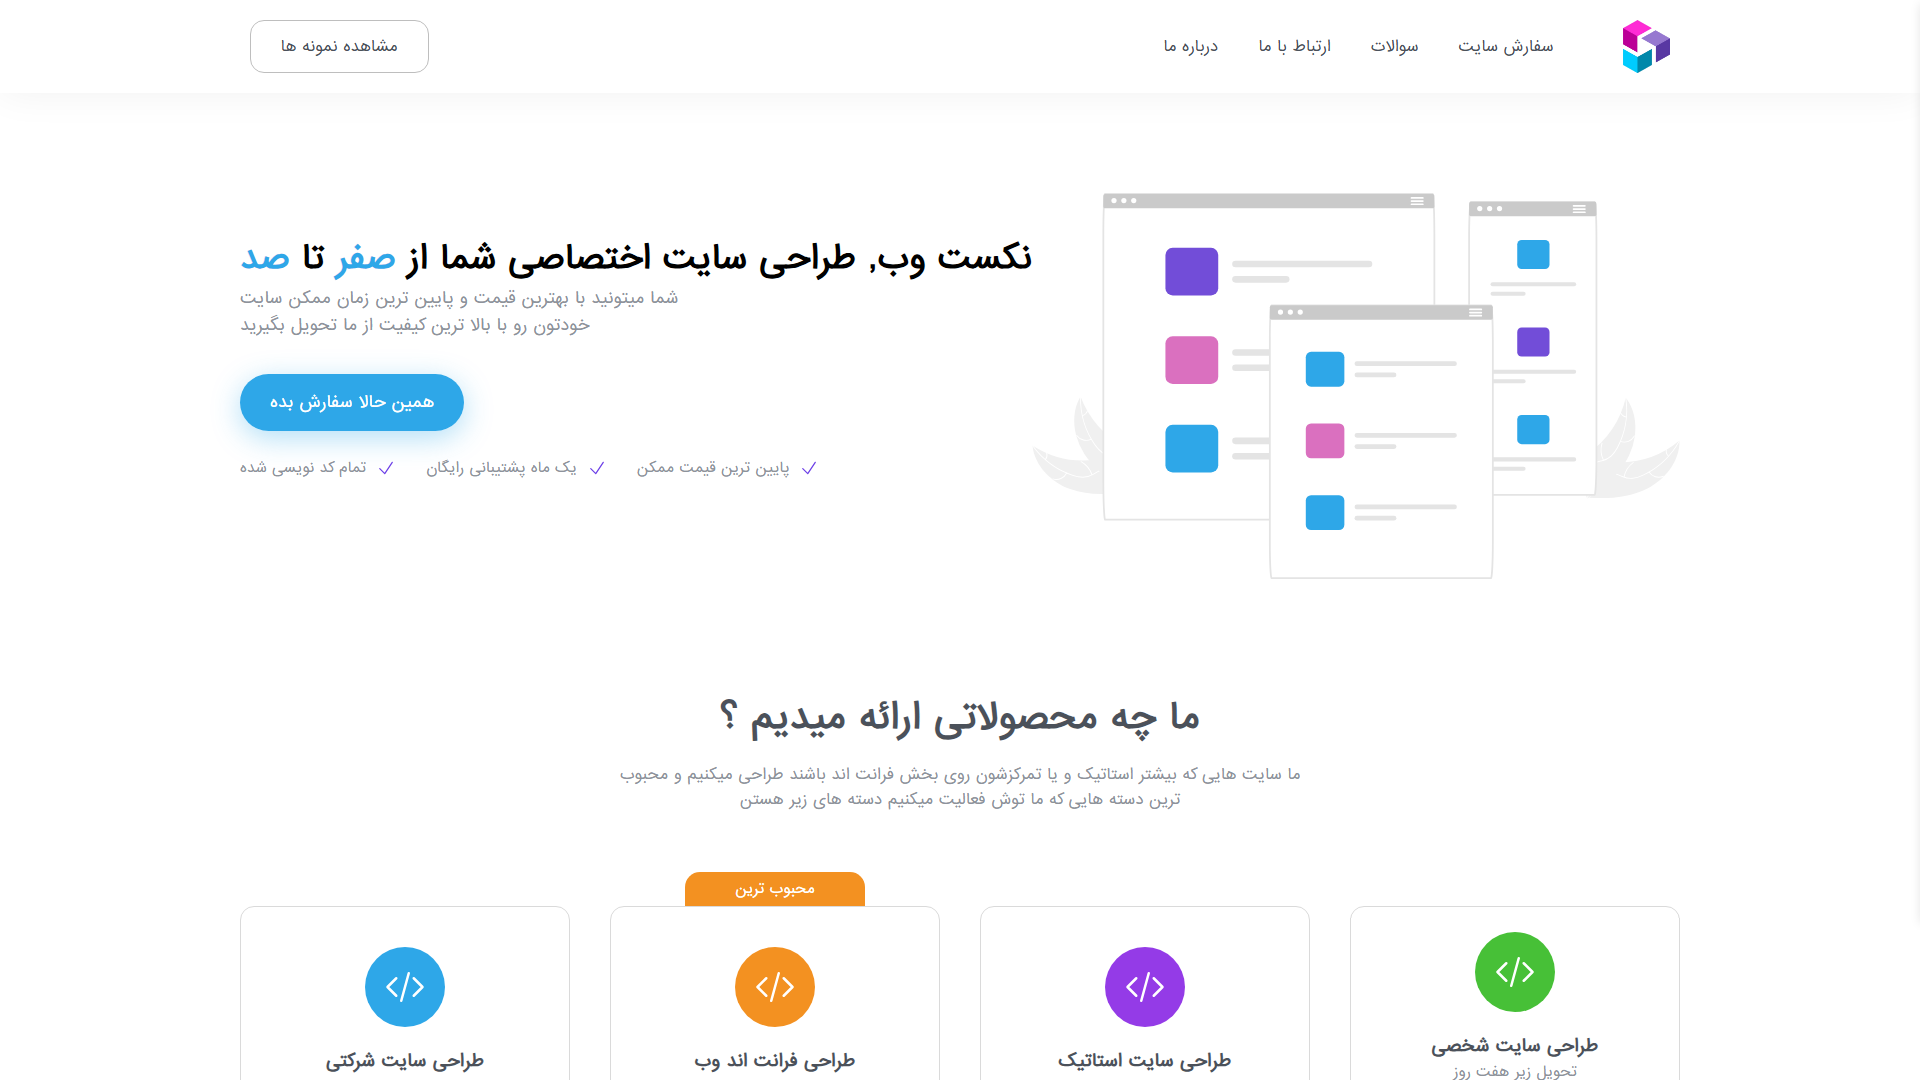 سفارش سایت
سوالات
ارتباط با ما
درباره ما
مشاهده نمونه ها
نکست وب, طراحی سایت اختصاصی شما از صفر تا صد
شما میتونید با بهترین قیمت و پایین ترین زمان ممکن سایت
خودتون رو با بالا ترین کیفیت از ما تحویل بگیرید
همین حالا سفارش بده
پایین ترین قیمت ممکن
یک ماه پشتیبانی رایگان
تمام کد نویسی شده
ما چه محصولاتی ارائه میدیم ؟
ما سایت هایی که بیشتر استاتیک و یا تمرکزشون روی بخش فرانت اند باشند طراحی میکنیم و محبوب
ترین دسته هایی که ما توش فعالیت میکنیم دسته های زیر هستن
طراحی سایت شخصی
تحویل زیر هفت روز
طراحی سایت استاتیک
محبوب ترین
طراحی فرانت اند وب
طراحی سایت شرکتی